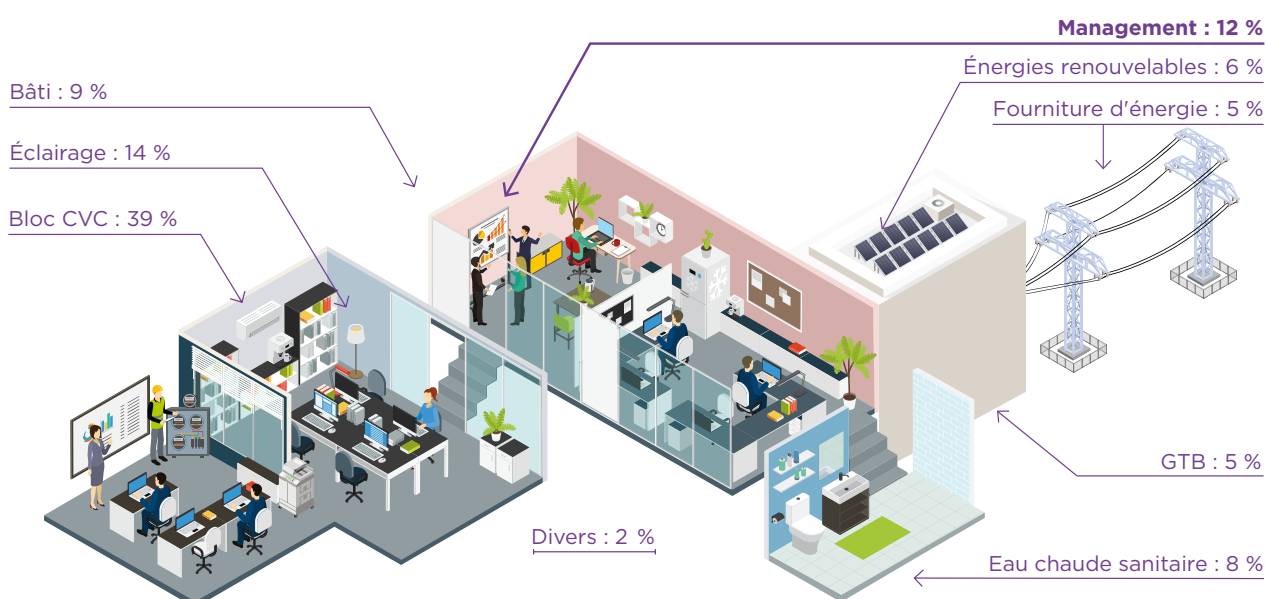 Management : 12 %
Énergies renouvelables : 6 %
Bâti : 9 %
Fourniture d'énergie : 5 %
Éclairage : 14 %
Bloc CVC : 39 %
GTB : 5 %
Divers : 2 %
Eau chaude sanitaire : 8 %